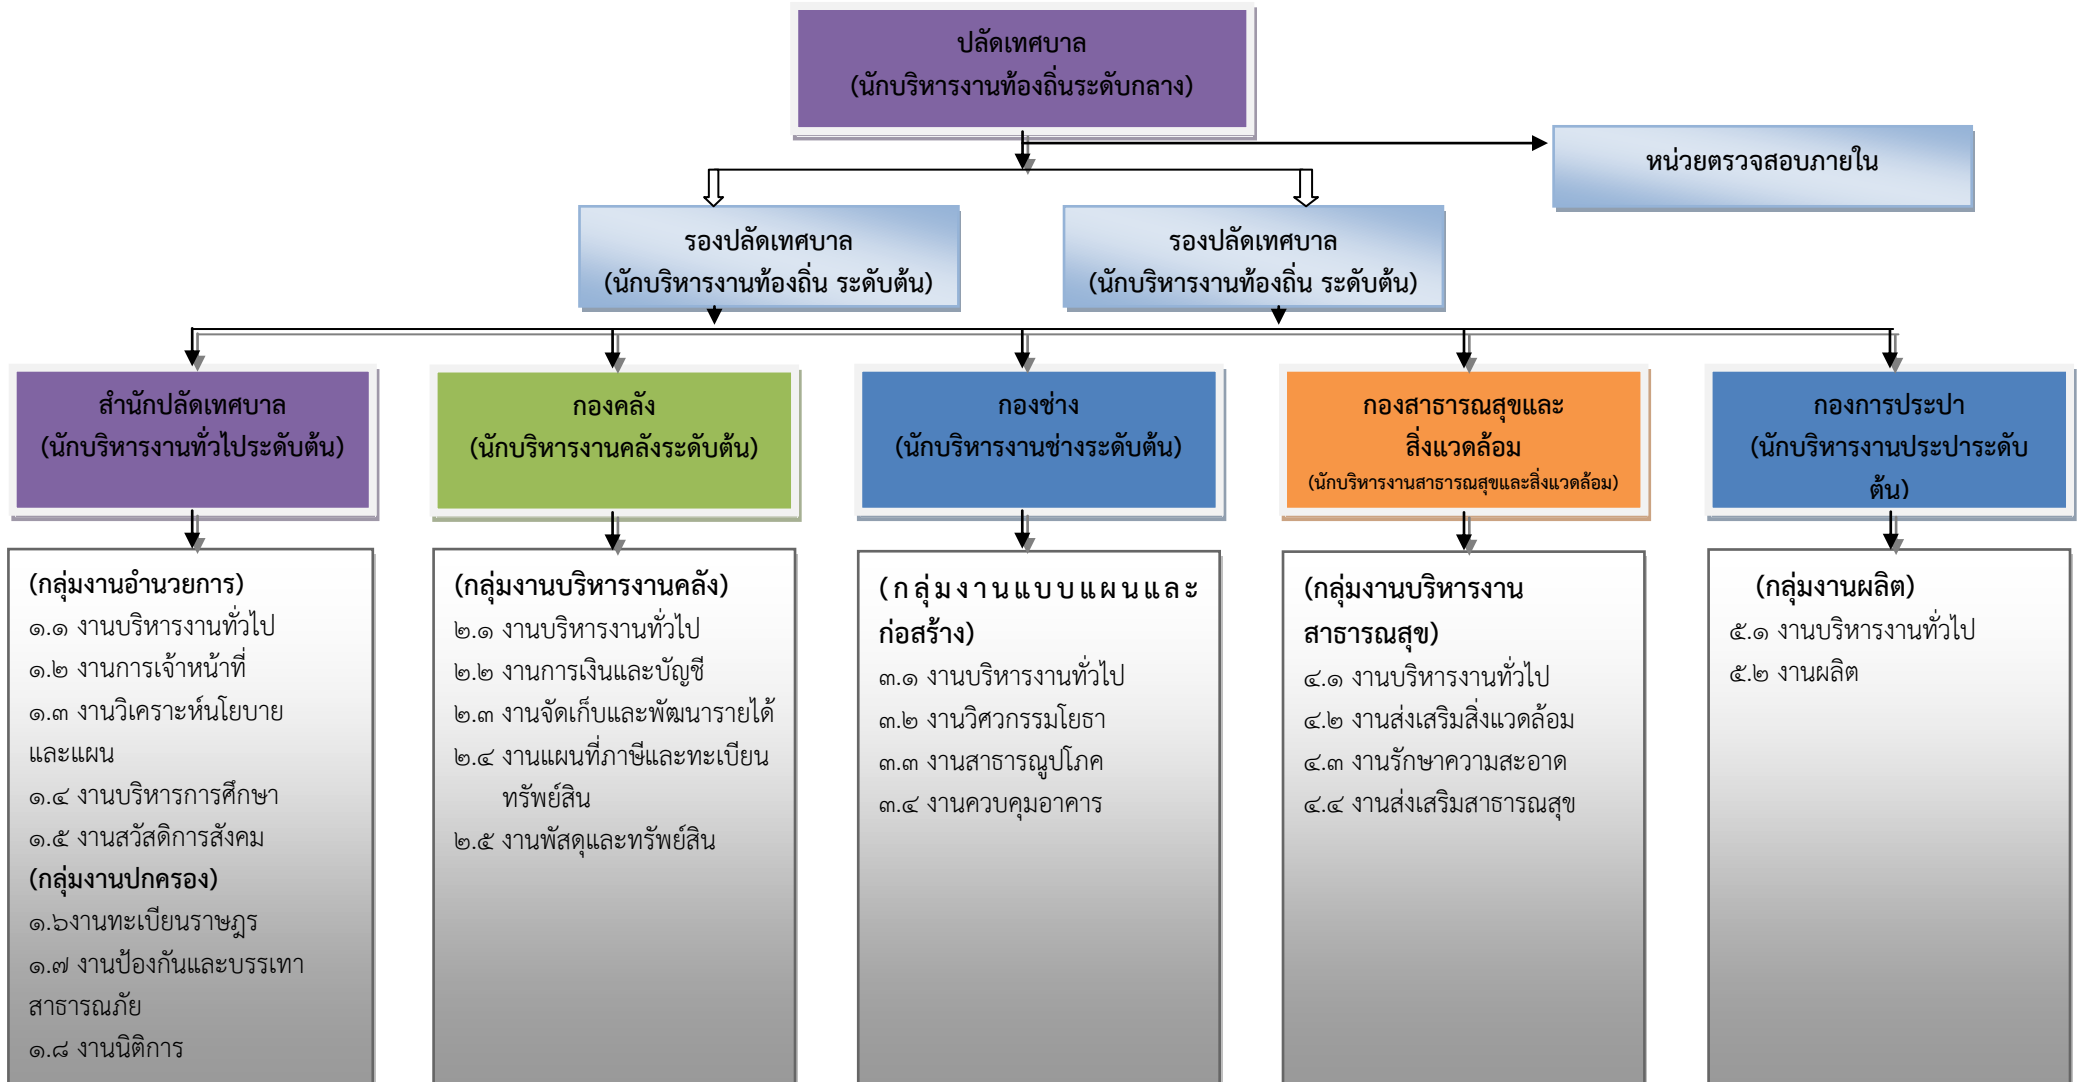 ปลัดเทศบาล
(นักบริหารงานท้องถิ่นระดับกลาง)
หน่วยตรวจสอบภายใน
รองปลัดเทศบาล
(นักบริหารงานท้องถิ่น ระดับต้น)
รองปลัดเทศบาล
(นักบริหารงานท้องถิ่น ระดับต้น)
สำนักปลัดเทศบาล
(นักบริหารงานทั่วไประดับต้น)
กองคลัง
(นักบริหารงานคลังระดับต้น)
กองช่าง
(นักบริหารงานช่างระดับต้น)
กองสาธารณสุขและ
สิ่งแวดล้อม
(นักบริหารงานสาธารณสุขและสิ่งแวดล้อม)
กองการประปา
(นักบริหารงานประปาระดับ
ต้น)
(กลุ่มงานอำนวยการ)
๑.๑ งานบริหารงานทั่วไป
๑.๒ งานการเจ้าหน้าที่
๑.๓ งานวิเคราะห์นโยบาย
และแผน
๑.๔ งานบริหารการศึกษา
๑.๕ งานสวัสดิการสังคม
(กลุ่มงานปกครอง)
๑.๖งานทะเบียนราษฎร
๑.๗ งานป้องกันและบรรเทา
สาธารณภัย
๑.๘ งานนิติการ
(กลุ่มงานบริหารงานคลัง)
๒.๑ งานบริหารงานทั่วไป
๒.๒ งานการเงินและบัญชี
๒.๓ งานจัดเก็บและพัฒนารายได้
๒.๔ งานแผนที่ภาษีและทะเบียน
ทรัพย์สิน
๒.๕ งานพัสดุและทรัพย์สิน
(กลุ่มงานแบบแผนและ
ก่อสร้าง)
๓.๑ งานบริหารงานทั่วไป
๓.๒ งานวิศวกรรมโยธา
๓.๓ งานสาธารณูปโภค
๓.๔ งานควบคุมอาคาร
(กลุ่มงานบริหารงาน
สาธารณสุข)
๔.๑ งานบริหารงานทั่วไป
๔.๒ งานส่งเสริมสิ่งแวดล้อม
๔.๓ งานรักษาความสะอาด
๔.๔ งานส่งเสริมสาธารณสุข
(กลุ่มงานผลิต)
๕.๑ งานบริหารงานทั่วไป
๕.๒ งานผลิต